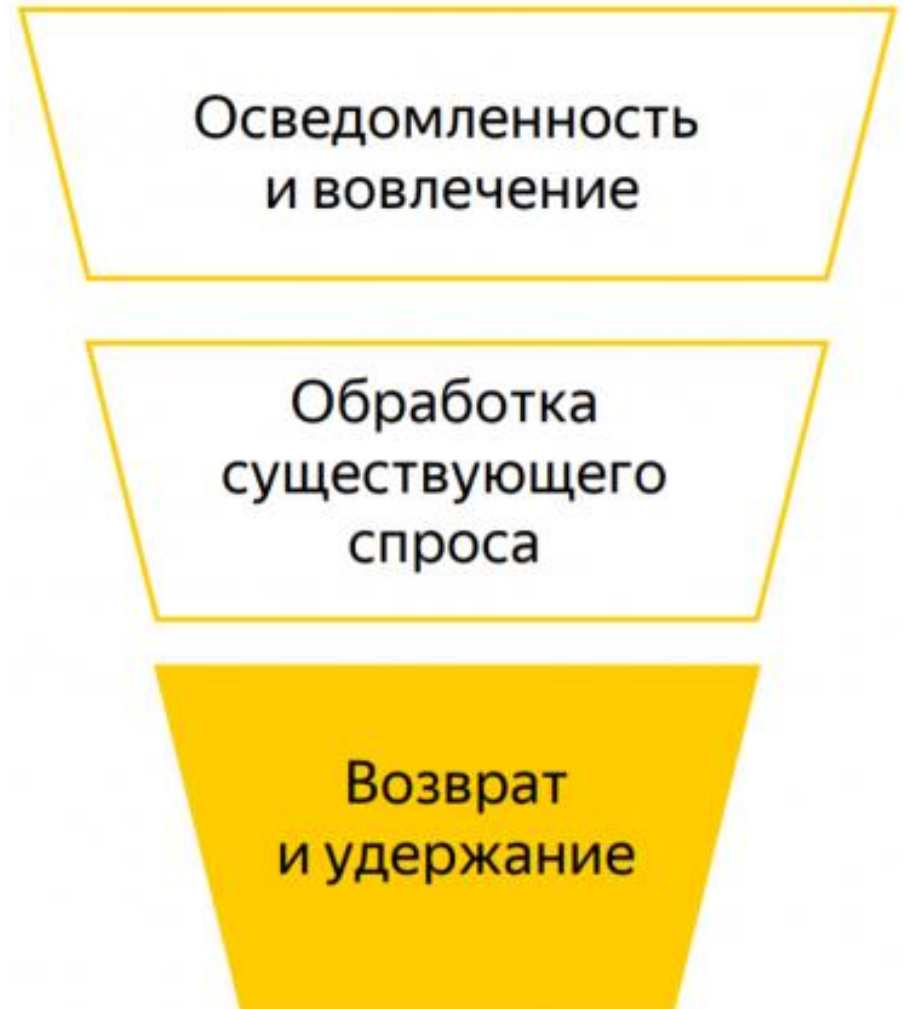 Осведомленность
и вовлечение
Обработка
существующего
спроса
Возврат
и удержание